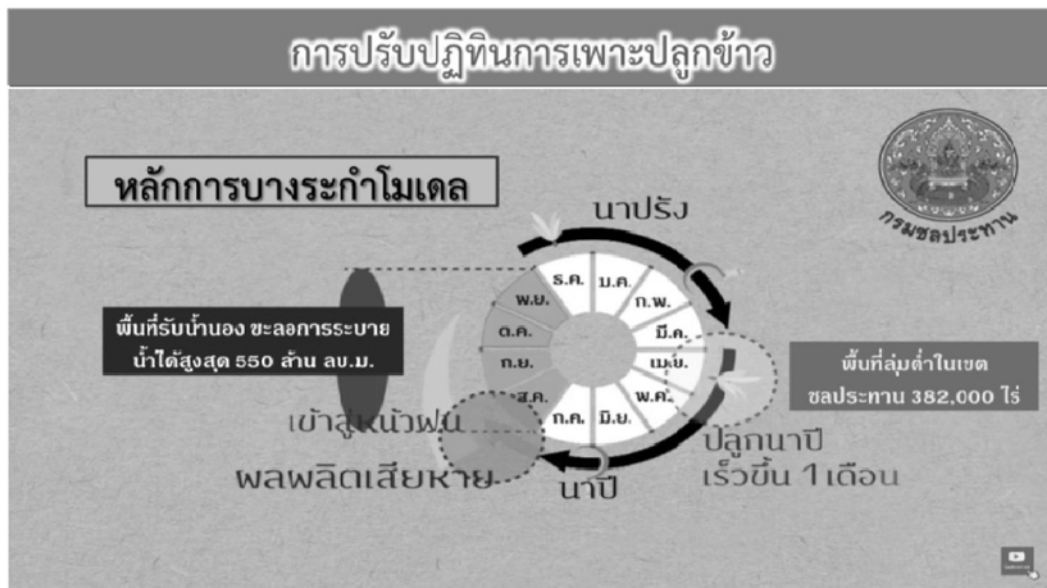 การปรับปฏิทินการเพาะปลูกข้าว
หลักการบางระกำโมเดล
กรมชลประทาน
นาปรัง
ธ.ค.
ม.ค.
ก.พ.
มี.ค.
เม.ย.
พ.ค.
มิ.ย.
ก.ค.
ส.ค.
ก.ย.
ต.ค.
พ.ย.
พื้นที่รับน้ำนอง ชะลอการระบาย
น้ำได้สูงสุด 550 ล้าน ลบ.ม.
พื้นที่ลุ่มต่ำในเขต
ชลประทาน 382,000 ไร่
เข้าสู่หน้าฝน
ผลผลิตเสียหาย
นาปี
ปลูกนาปี
เร็วขึ้น 1 เดือน